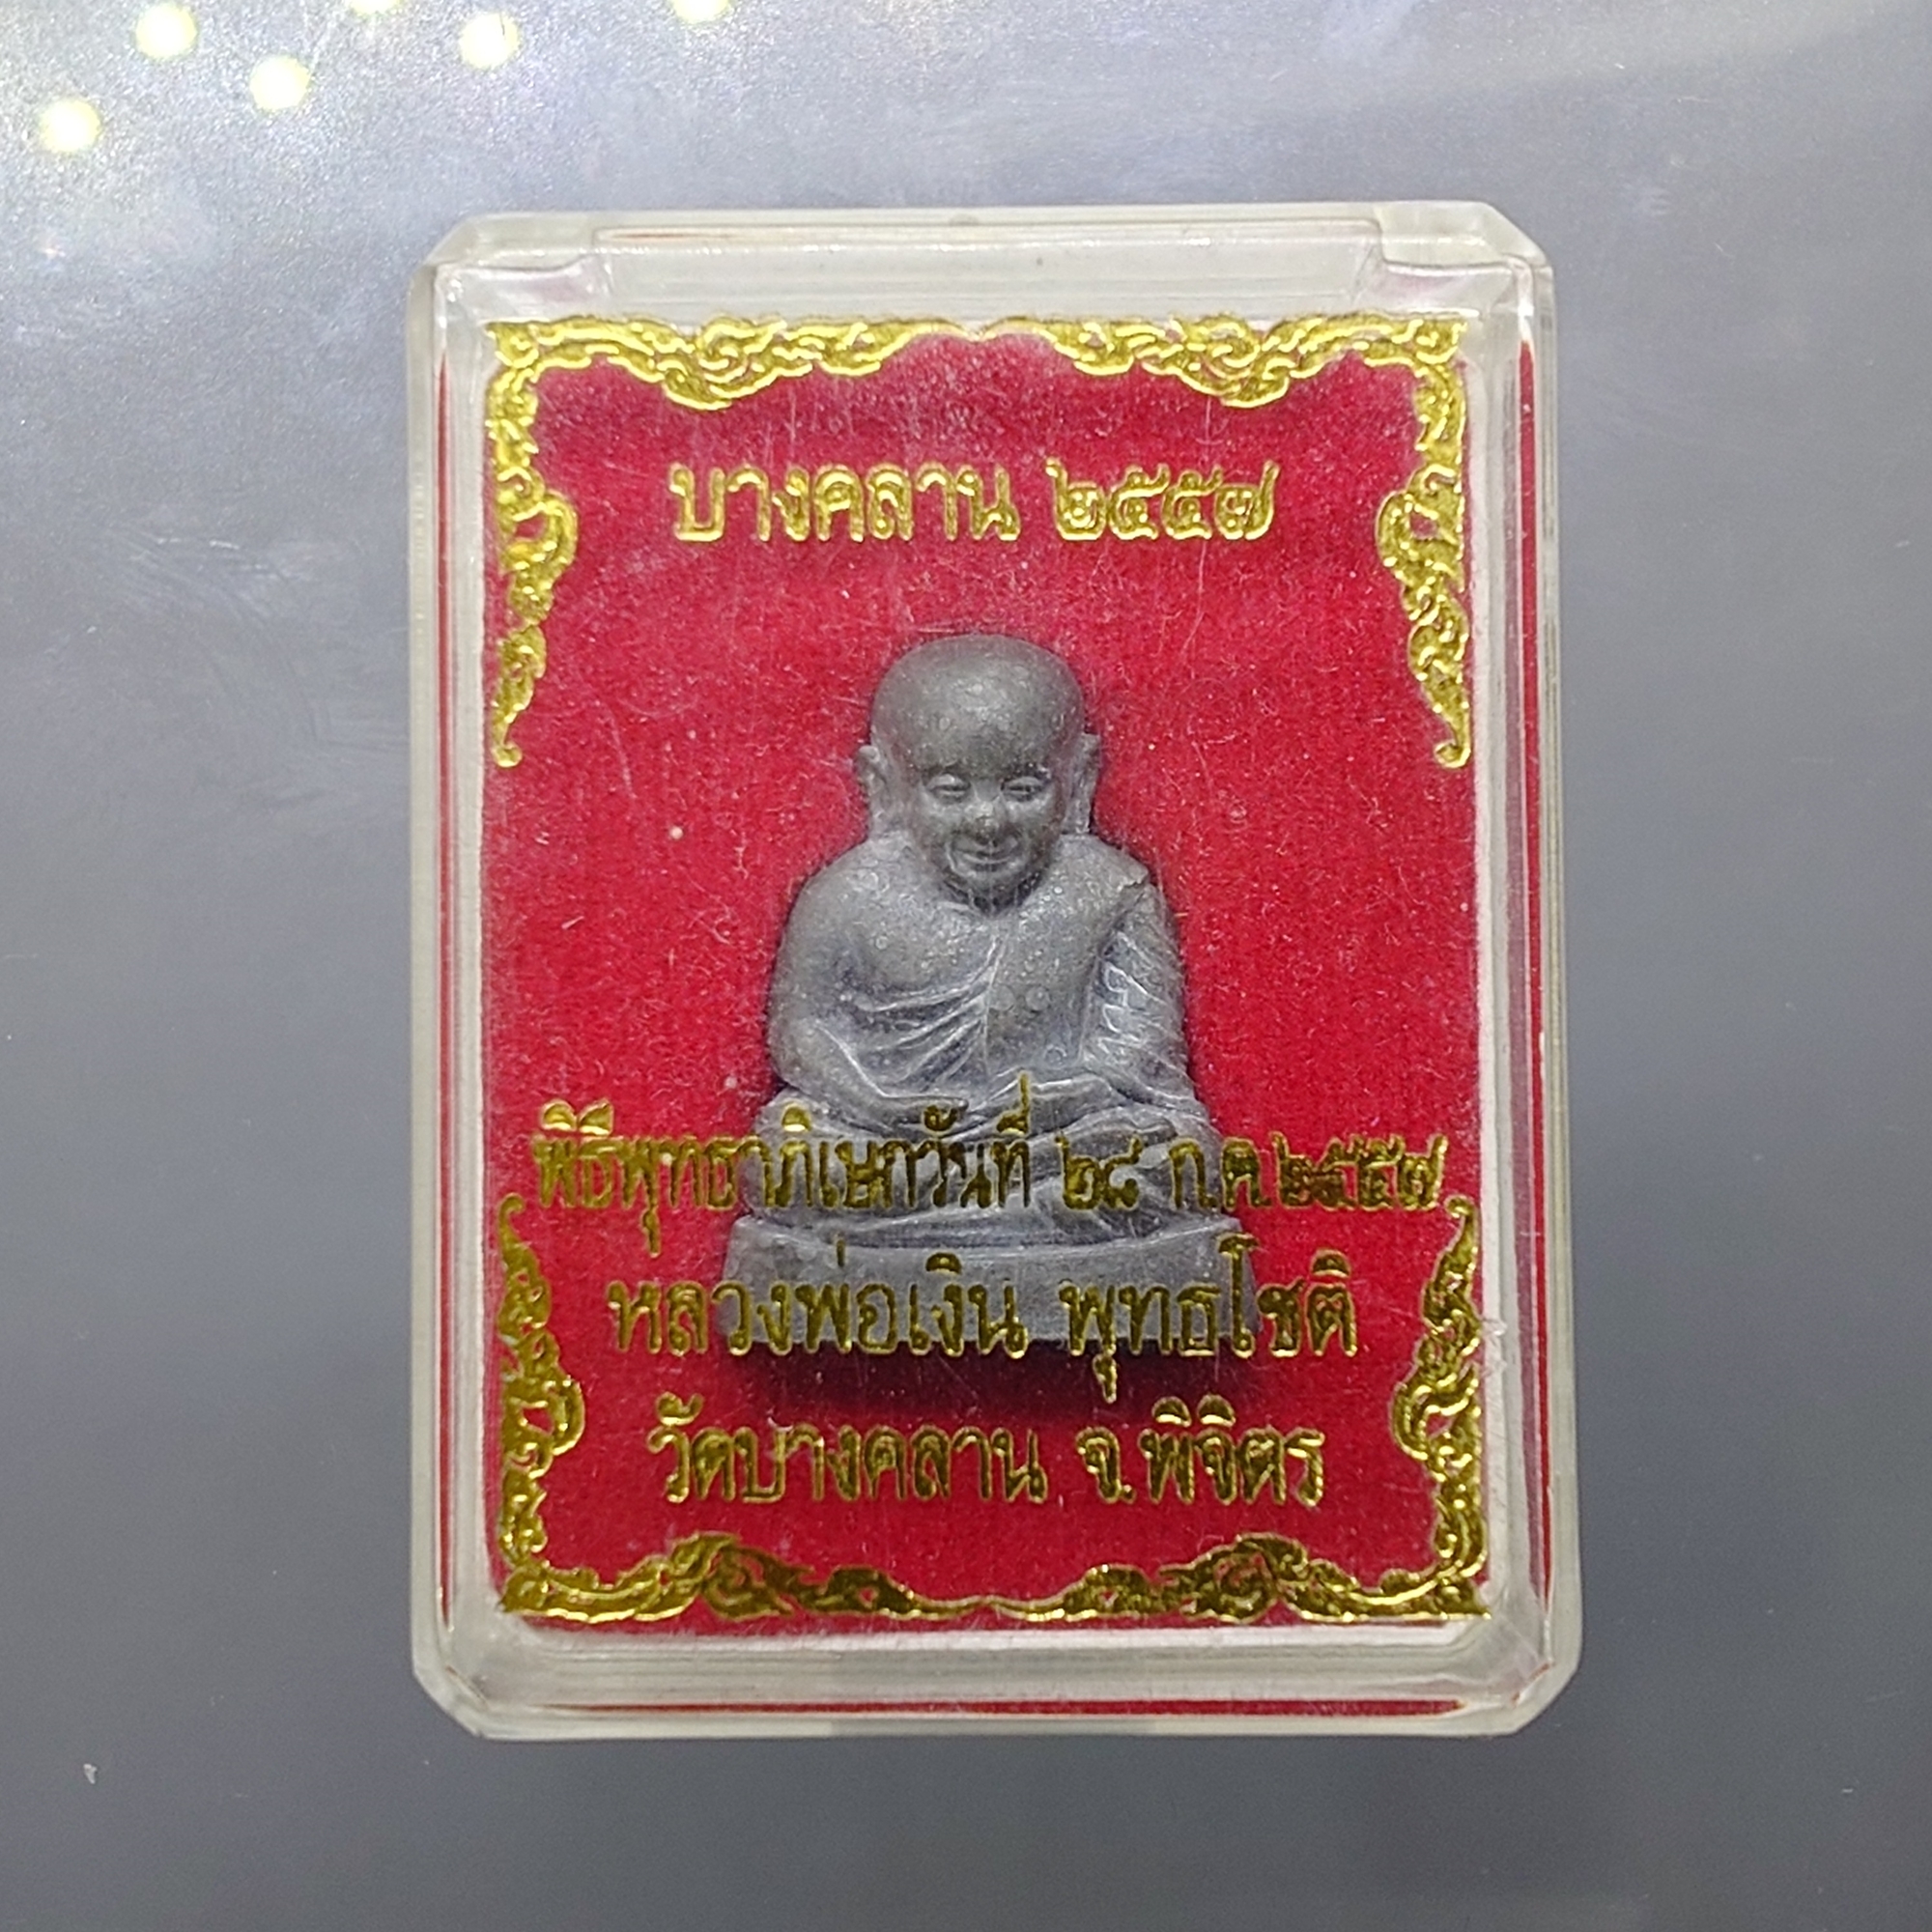 บางคลาน ๒๕๕๗
พิธีพุทธาภิเษกวันที่ ๒๘ ก.ค.๒๕๕๗
หลวงพ่อเงิน พุทธโชติ
วัดบางคลาน จ.พิจิตร